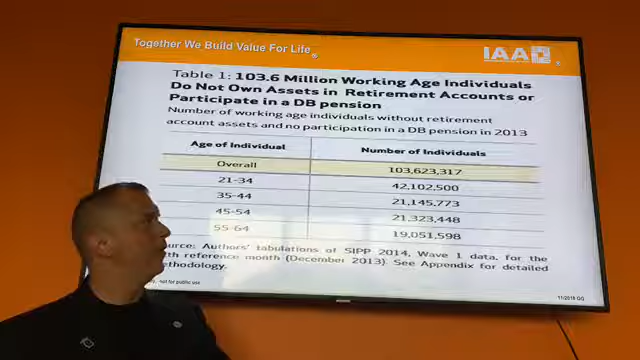 Together We Build Value For Life®
IAA
Table 1: 103.6 Million Working Age Individuals
Do Not Own Assets in Retirement Accounts or
Participate in a DB pension
Number of working age individuals without retirement
account assets and no participation in a DB pension in 2013
Age of Individual Number of Individuals
Overall 103,623,317
21-34 42,102,500
35-44 21,145,773
45-54 21,323,448
55-64 19,051,598
Source: Authors' tabulations of SIPP 2014, Wave 1 data. for the
reference month (December 2013). See Appendix for detailed
not for public use
11/2018 GG